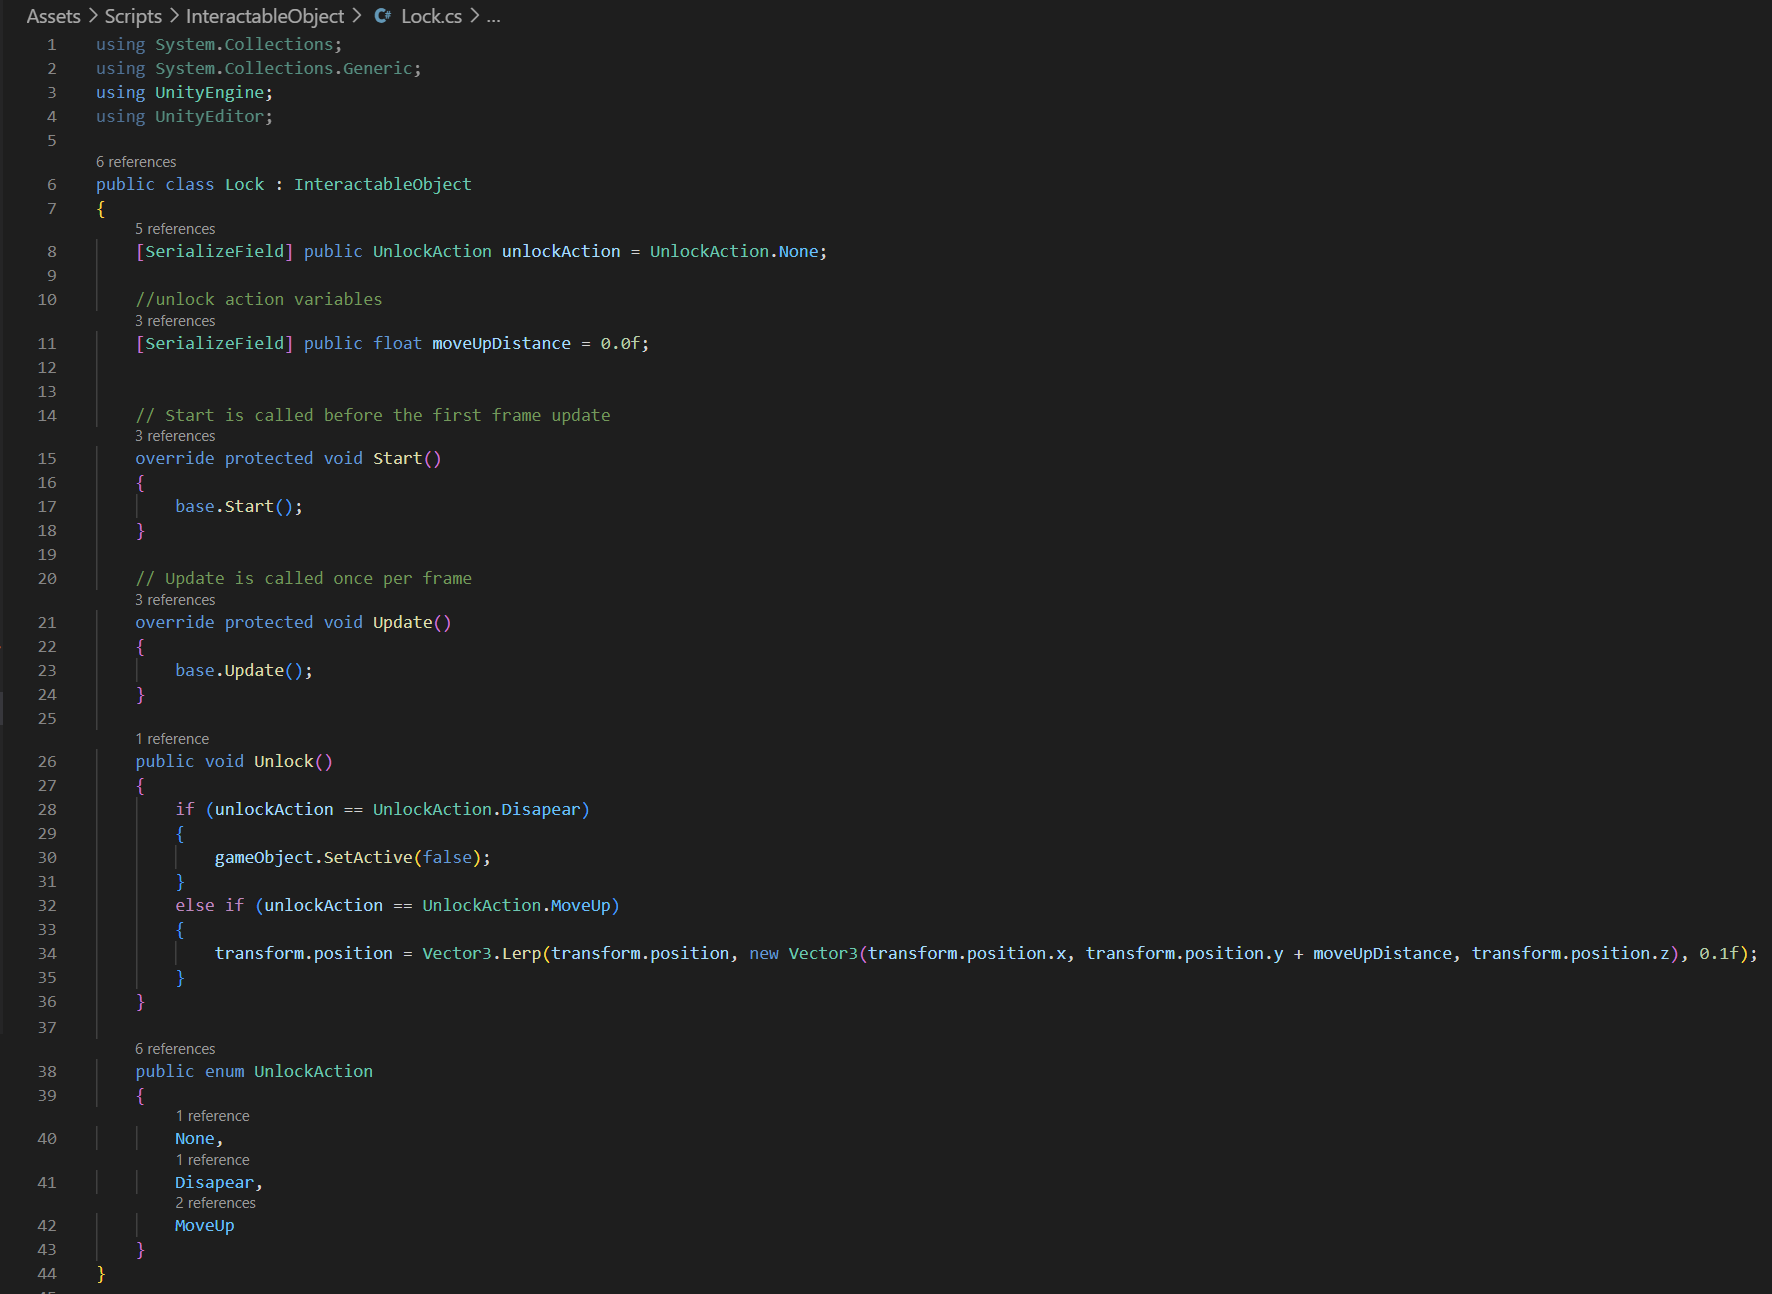 Assets > Scripts > InteractableObject > C# Lock.cs > ...
1 using System.Collections;
2 using System.Collections.Generic;
3 using UnityEngine;
4 using UnityEditor;
5
6 references
6 public class Lock : InteractableObject
7 {
5 references
8 [SerializeField] public UnlockAction unlockAction = UnlockAction.None;
9
10 //unlock action variables
3 references
11 [SerializeField] public float moveUpDistance = 0.0f;
12
13
14 // Start is called before the first frame update
3 references
15 override protected void Start()
16 {
17 base.Start();
18 }
19
20 // Update is called once per frame
3 references
21 override protected void Update()
22 {
23 base.Update();
24 }
25
1 reference
26 public void Unlock()
27 {
28 if (unlockAction == UnlockAction.Disapear)
29 {
30 gameObject.SetActive(false);
31 }
32 else if (unlockAction == UnlockAction.MoveUp)
33 {
34 transform.position = Vector3.Lerp(transform.position, new Vector3(transform.position.x, transform.position.y + moveUpDistance, transform.position.z), 0.1f);
35 }
36 }
37
6 references
38 public enum UnlockAction
39 {
1 reference
40 None,
1 reference
41 Disapear,
2 references
42 MoveUp
43 }
44 }